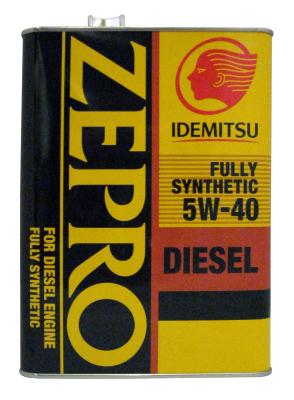 ZEPRO
FOR DIESEL ENGINE
FULLY SYNTHETIC
IDEMITSU
FULLY
SYNTHETIC
5W-40
DIESEL